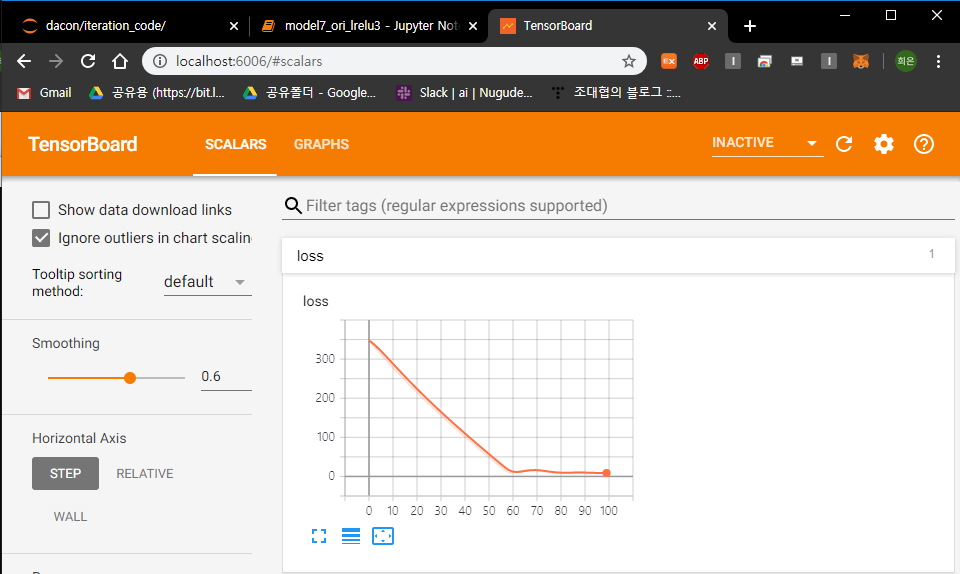 dacon/iteration_code/
model7_ori_lrelu3 - Jupyter Not
TensorBoard
localhost:6006/#scalars
EX
ABP
희은
Gmail
공유용 (https://bit.l...
공유폴더 - Google...
Slack | ai | Nugude...
조대협의 블로그 ::...
TensorBoard
SCALARS
GRAPHS
INACTIVE
Show data download links
Ignore outliers in chart scalin
Tooltip sorting
method:
default
Smoothing
0.6
Horizontal Axis
STEP
RELATIVE
WALL
Filter tags (regular expressions supported)
loss
1
loss
300
200
100
0
0 10 20 30 40 50 60 70 80 90 100